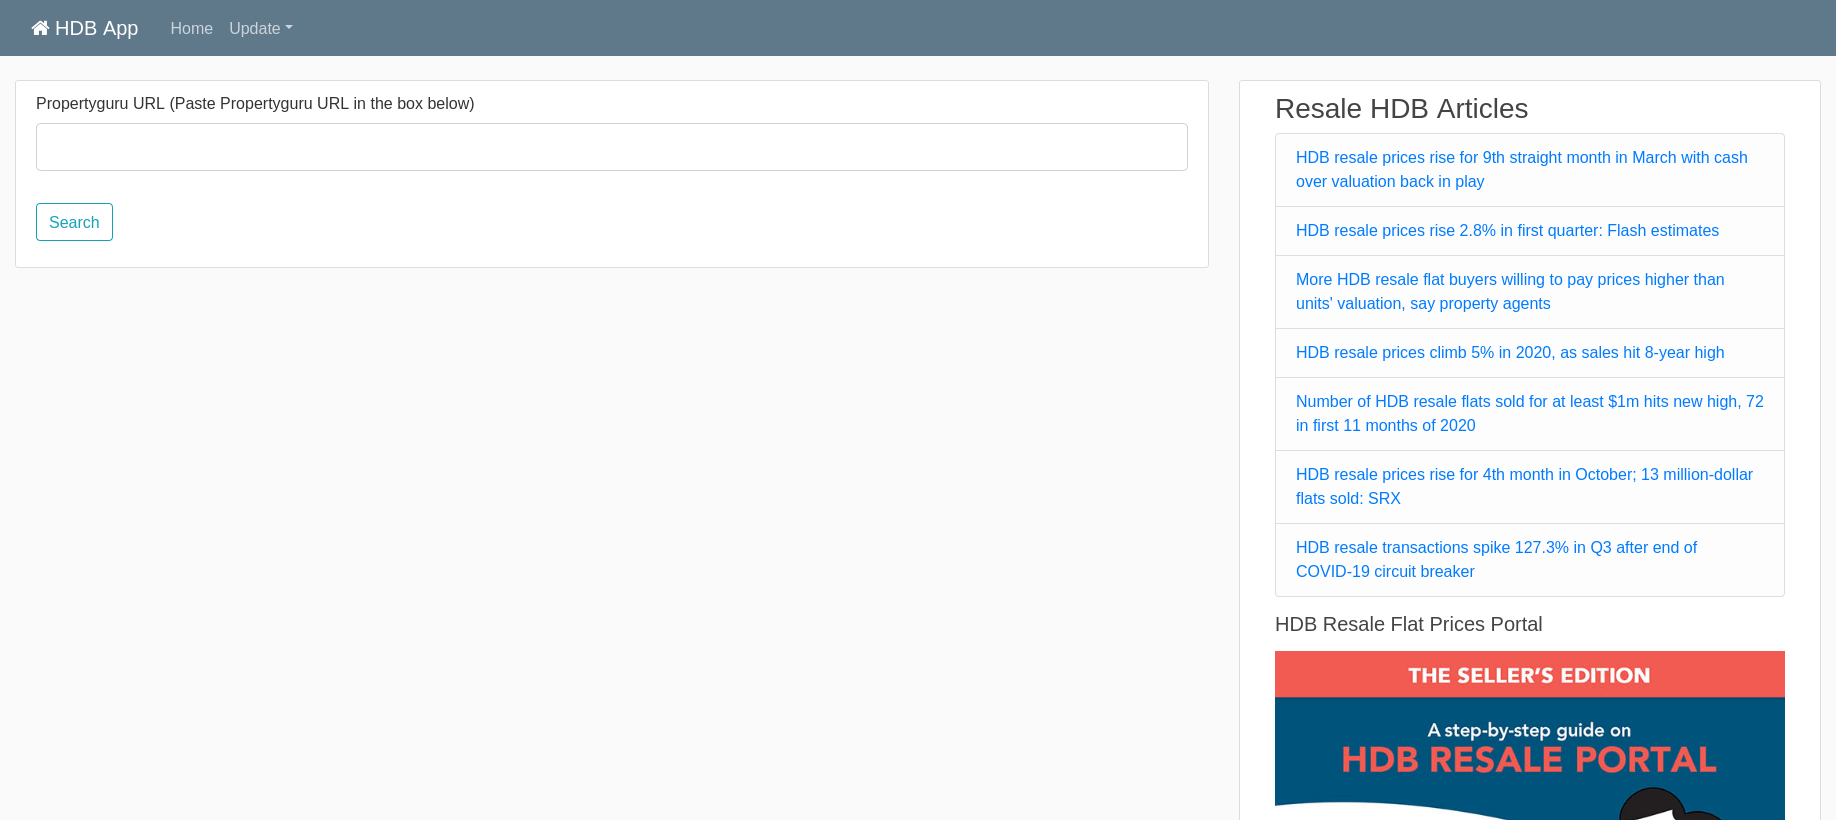 HDB App
Home
Update
Propertyguru URL (Paste Propertyguru URL in the box below)
Search
Resale HDB Articles
HDB resale prices rise for 9th straight month in March with cash
over valuation back in play
HDB resale prices rise 2.8% in first quarter: Flash estimates
More HDB resale flat buyers willing to pay prices higher than
units' valuation, say property agents
HDB resale prices climb 5% in 2020, as sales hit 8-year high
Number of HDB resale flats sold for at least $1m hits new high, 72
in first 11 months of 2020
HDB resale prices rise for 4th month in October; 13 million-dollar
flats sold: SRX
HDB resale transactions spike 127.3% in Q3 after end of
COVID-19 circuit breaker
HDB Resale Flat Prices Portal
THE SELLER'S EDITION
A step-by-step guide on
HDB RESALE PORTAL